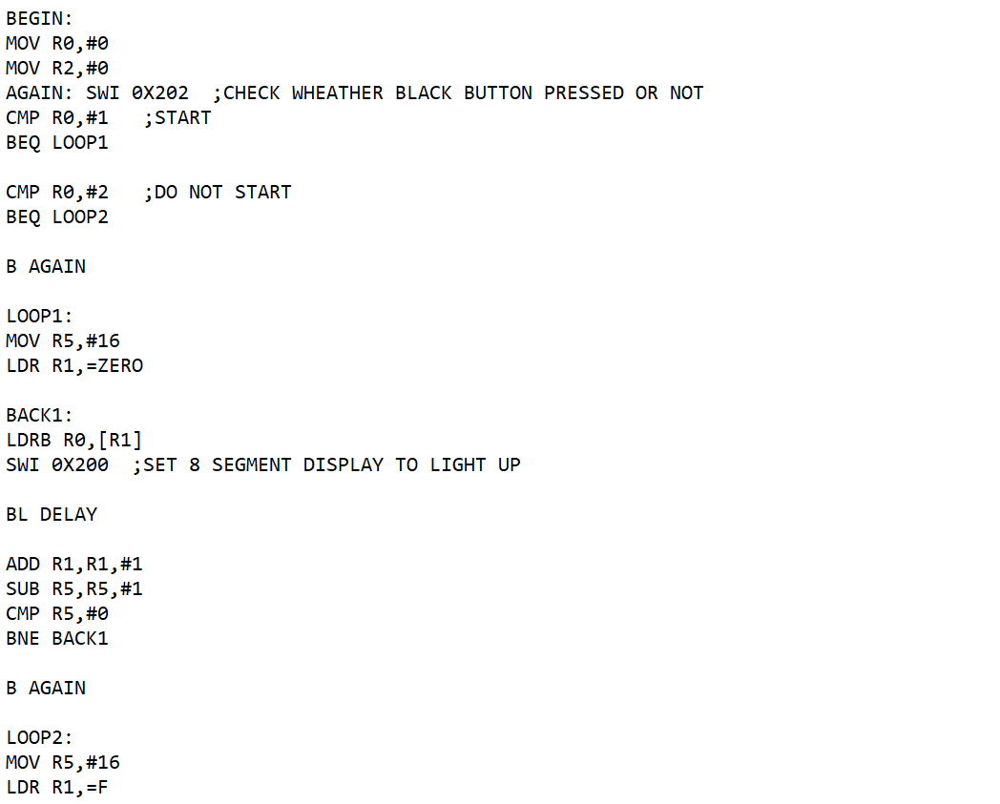 BEGIN:
MOV R0,#0
MOV R2,#0
AGAIN: SWI 0X202  ;CHECK WHEATHER BLACK BUTTON PRESSED OR NOT
CMP R0,#1   ;START
BEQ LOOP1
CMP R0,#2   ;DO NOT START
BEQ LOOP2
B AGAIN
LOOP1:
MOV R5,#16
LDR R1,=ZERO
BACK1:
LDRB R0,[R1]
SWI 0X200  ;SET 8 SEGMENT DISPLAY TO LIGHT UP
BL DELAY
ADD R1,R1,#1
SUB R5,R5,#1
CMP R5,#0
BNE BACK1
B AGAIN
LOOP2:
MOV R5,#16
LDR R1,=F